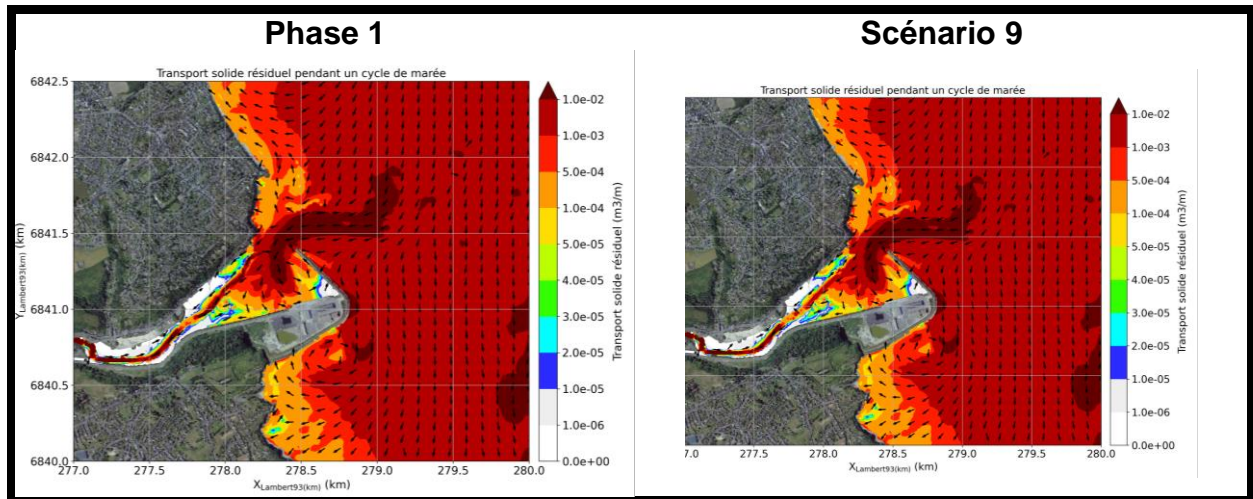 Phase 1
Scénario 9
Transport solide résiduel pendant un cycle de marée
6842.5
6842.0
6841.5
6841.0
6840.5
6840.0
Y Lambert93(km) (km)
277.0 277.5 278.0 278.5 279.0 279.5 280.0
X Lambert93(km) (km)
1.0e-02
1.0e-03
5.0e-04
1.0e-04
5.0e-05
4.0e-05
3.0e-05
2.0e-05
1.0e-05
1.0e-06
0.0e+00
Transport solide résiduel (m3/m)
Transport solide résiduel pendant un cycle de marée
7.0 277.5 278.0 278.5 279.0 279.5 280.0
X Lambert93(km) (km)
1.0e-02
1.0e-03
5.0e-04
1.0e-04
5.0e-05
4.0e-05
3.0e-05
2.0e-05
1.0e-05
1.0e-06
0.0e+00
Transport solide résiduel (m3/m)